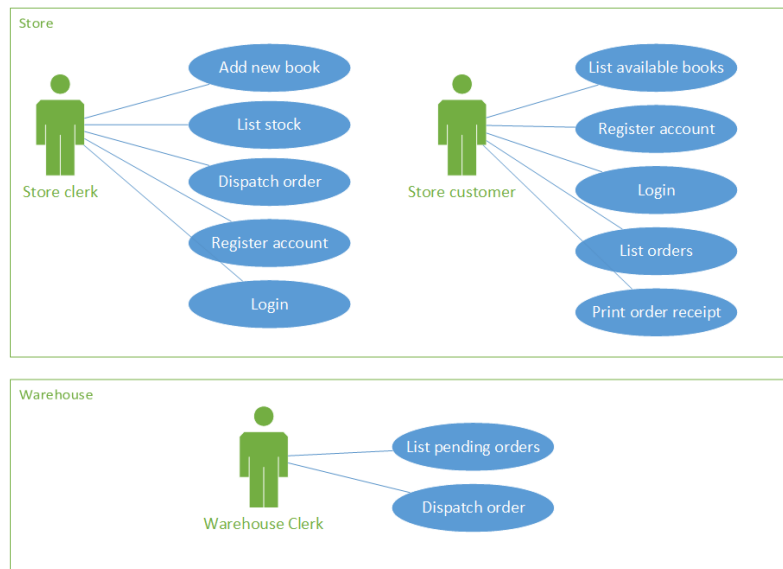 Store
Add new book
List stock
Dispatch order
Register account
Login
Store clerk
List available books
Register account
Login
List orders
Print order receipt
Store customer
Warehouse
List pending orders
Dispatch order
Warehouse Clerk